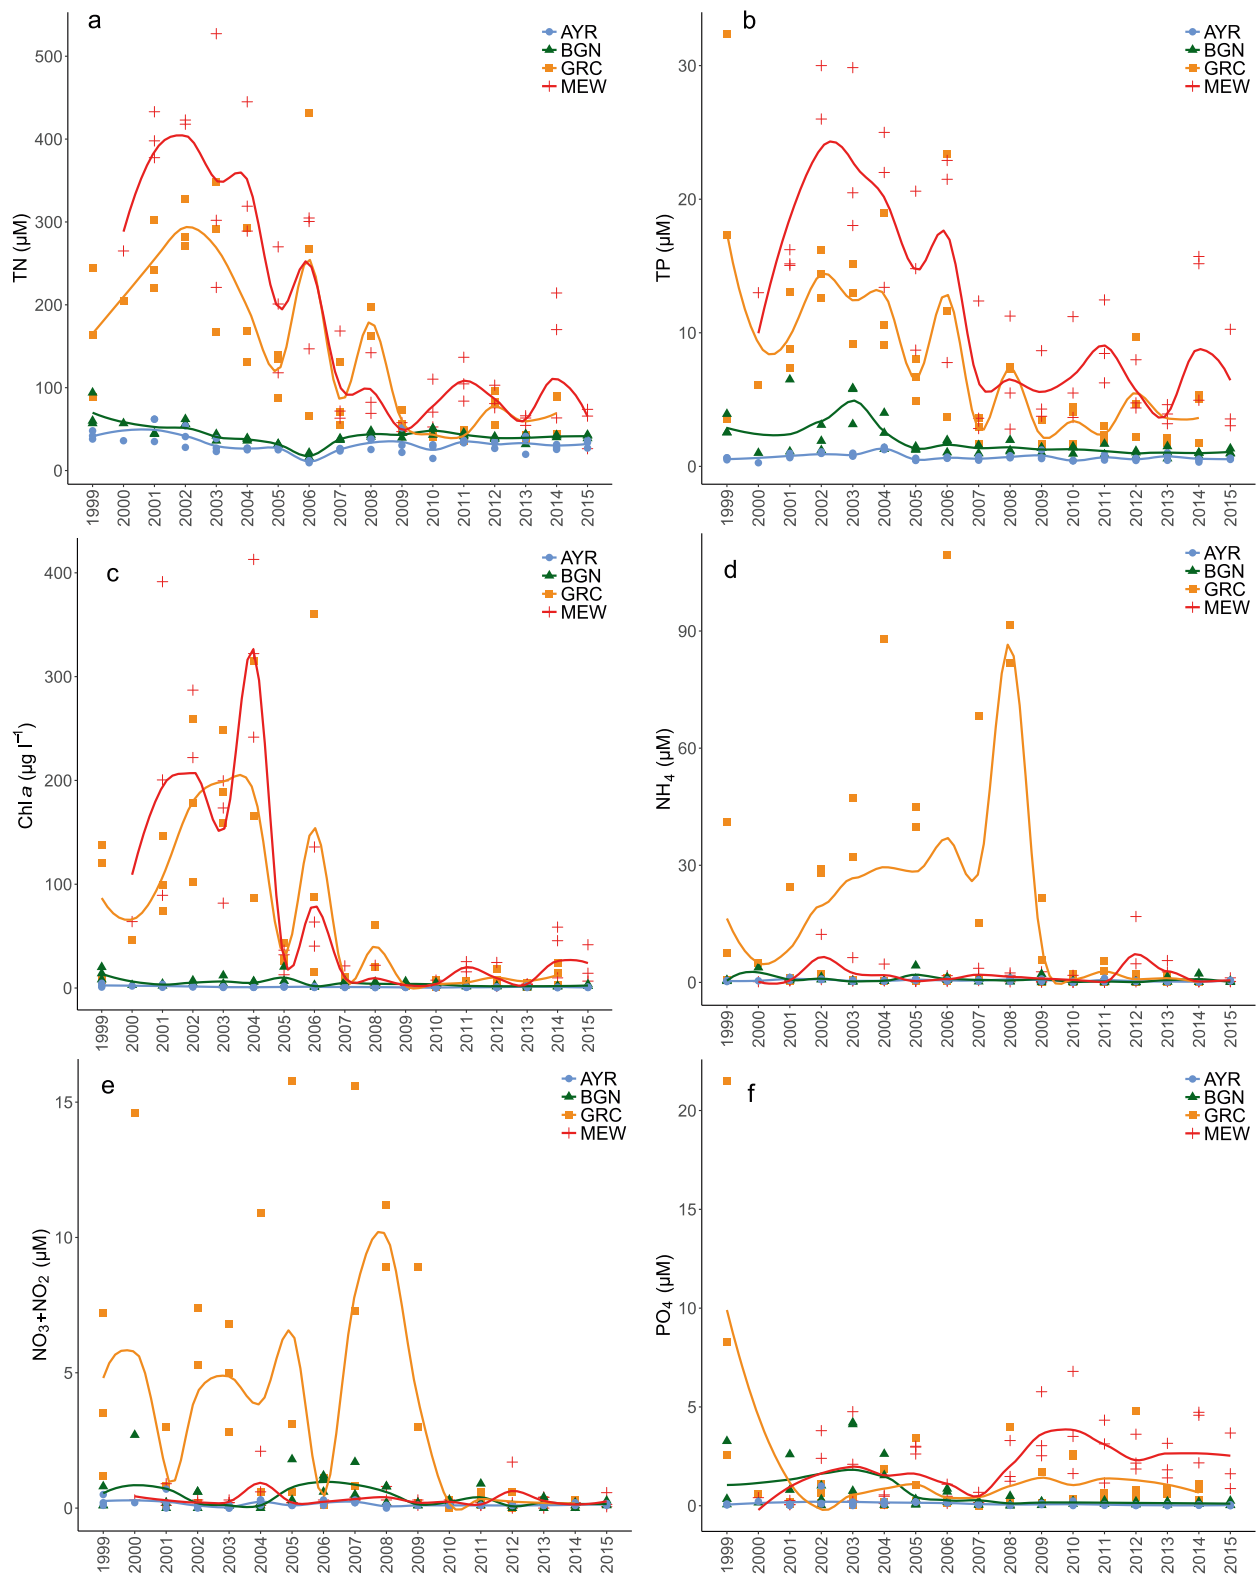 a
AYR
BGN
GRC
MEW
TN (µM)
500
400
300
200
100
0
1999 2000 2001 2002 2003 2004 2005 2006 2007 2008 2009 2010 2011 2012 2013 2014 2015
b
AYR
BGN
GRC
MEW
TP (µM)
30
20
10
0
1999 2000 2001 2002 2003 2004 2005 2006 2007 2008 2009 2010 2011 2012 2013 2014 2015
c
AYR
BGN
GRC
MEW
Chl a (µg l⁻¹)
400
300
200
100
0
1999 2000 2001 2002 2003 2004 2005 2006 2007 2008 2009 2010 2011 2012 2013 2014 2015
d
AYR
BGN
GRC
MEW
NH₄ (µM)
90
60
30
0
1999 2000 2001 2002 2003 2004 2005 2006 2007 2008 2009 2010 2011 2012 2013 2014 2015
e
AYR
BGN
GRC
MEW
NO₃+NO₂ (µM)
15
10
5
0
1999 2000 2001 2002 2003 2004 2005 2006 2007 2008 2009 2010 2011 2012 2013 2014 2015
f
AYR
BGN
GRC
MEW
PO₄ (µM)
20
15
10
5
0
1999 2000 2001 2002 2003 2004 2005 2006 2007 2008 2009 2010 2011 2012 2013 2014 2015